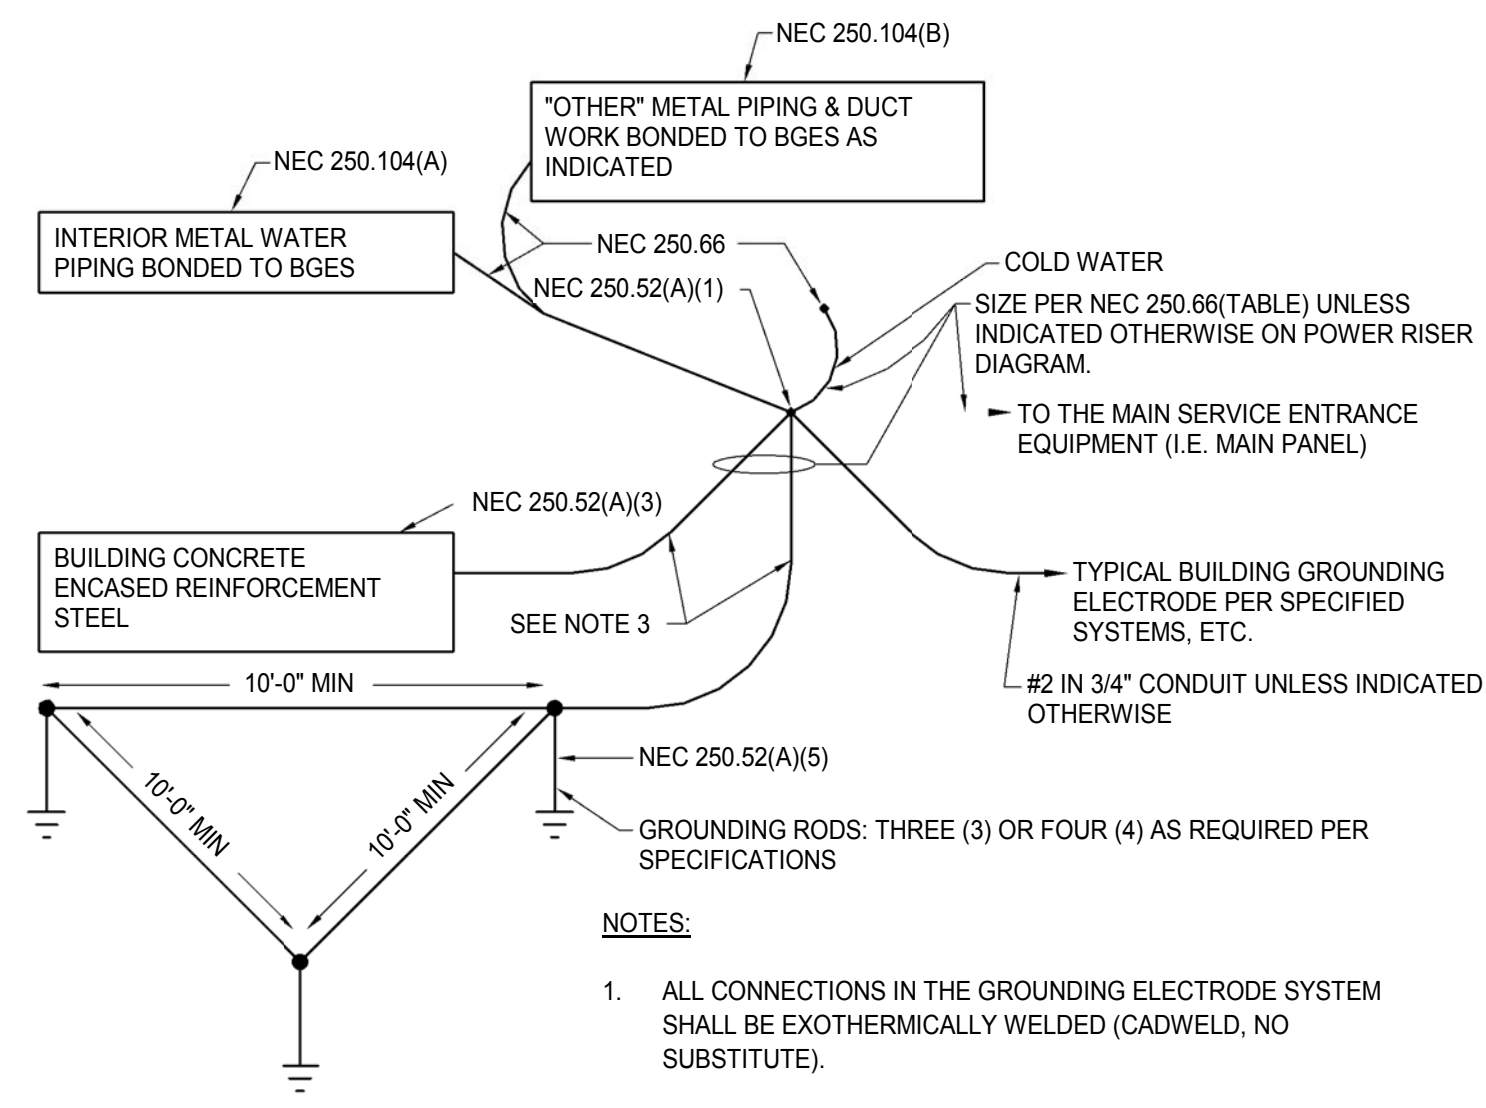 NEC 250.104(B)
"OTHER" METAL PIPING & DUCT
WORK BONDED TO BGES AS
INDICATED
NEC 250.104(A)
INTERIOR METAL WATER
PIPING BONDED TO BGES
NEC 250.66
NEC 250.52(A)(1)
COLD WATER
SIZE PER NEC 250.66(TABLE) UNLESS
INDICATED OTHERWISE ON POWER RISER
DIAGRAM.
TO THE MAIN SERVICE ENTRANCE
EQUIPMENT (I.E. MAIN PANEL)
NEC 250.52(A)(3)
BUILDING CONCRETE
ENCASED REINFORCEMENT
STEEL
SEE NOTE 3
TYPICAL BUILDING GROUNDING
ELECTRODE PER SPECIFIED
SYSTEMS, ETC.
#2 IN 3/4" CONDUIT UNLESS INDICATED
OTHERWISE
10'-0" MIN
10'-0" MIN
10'-0" MIN
NEC 250.52(A)(5)
GROUNDING RODS: THREE (3) OR FOUR (4) AS REQUIRED PER
SPECIFICATIONS
NOTES:
1. ALL CONNECTIONS IN THE GROUNDING ELECTRODE SYSTEM
SHALL BE EXOTHERMICALLY WELDED (CADWELD, NO
SUBSTITUTE).